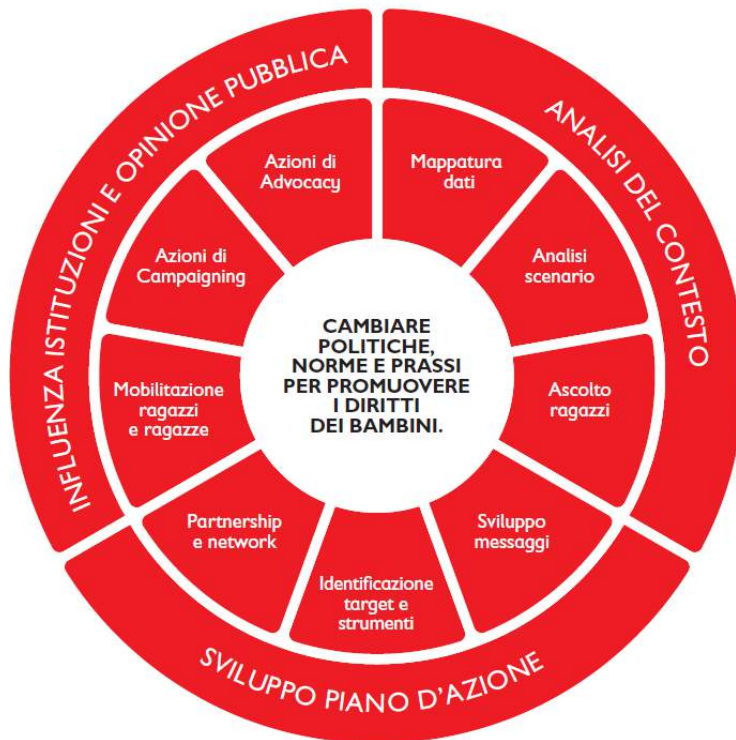 INFLUENZA ISTITUZIONI E OPINIONE PUBBLICA
ANALISI DEL CONTESTO
SVILUPPO PIANO D'AZIONE
Azioni di
Advocacy
Mappatura
dati
Azioni di
Campaigning
Analisi
scenario
Mobilitazione
ragazzi
e ragazze
Ascolto
ragazzi
Partnership
e network
Sviluppo
messaggi
Identificazione
target e
strumenti
CAMBIARE
POLITICHE,
NORME E PRASSI
PER PROMUOVERE
I DIRITTI
DEI BAMBINI.